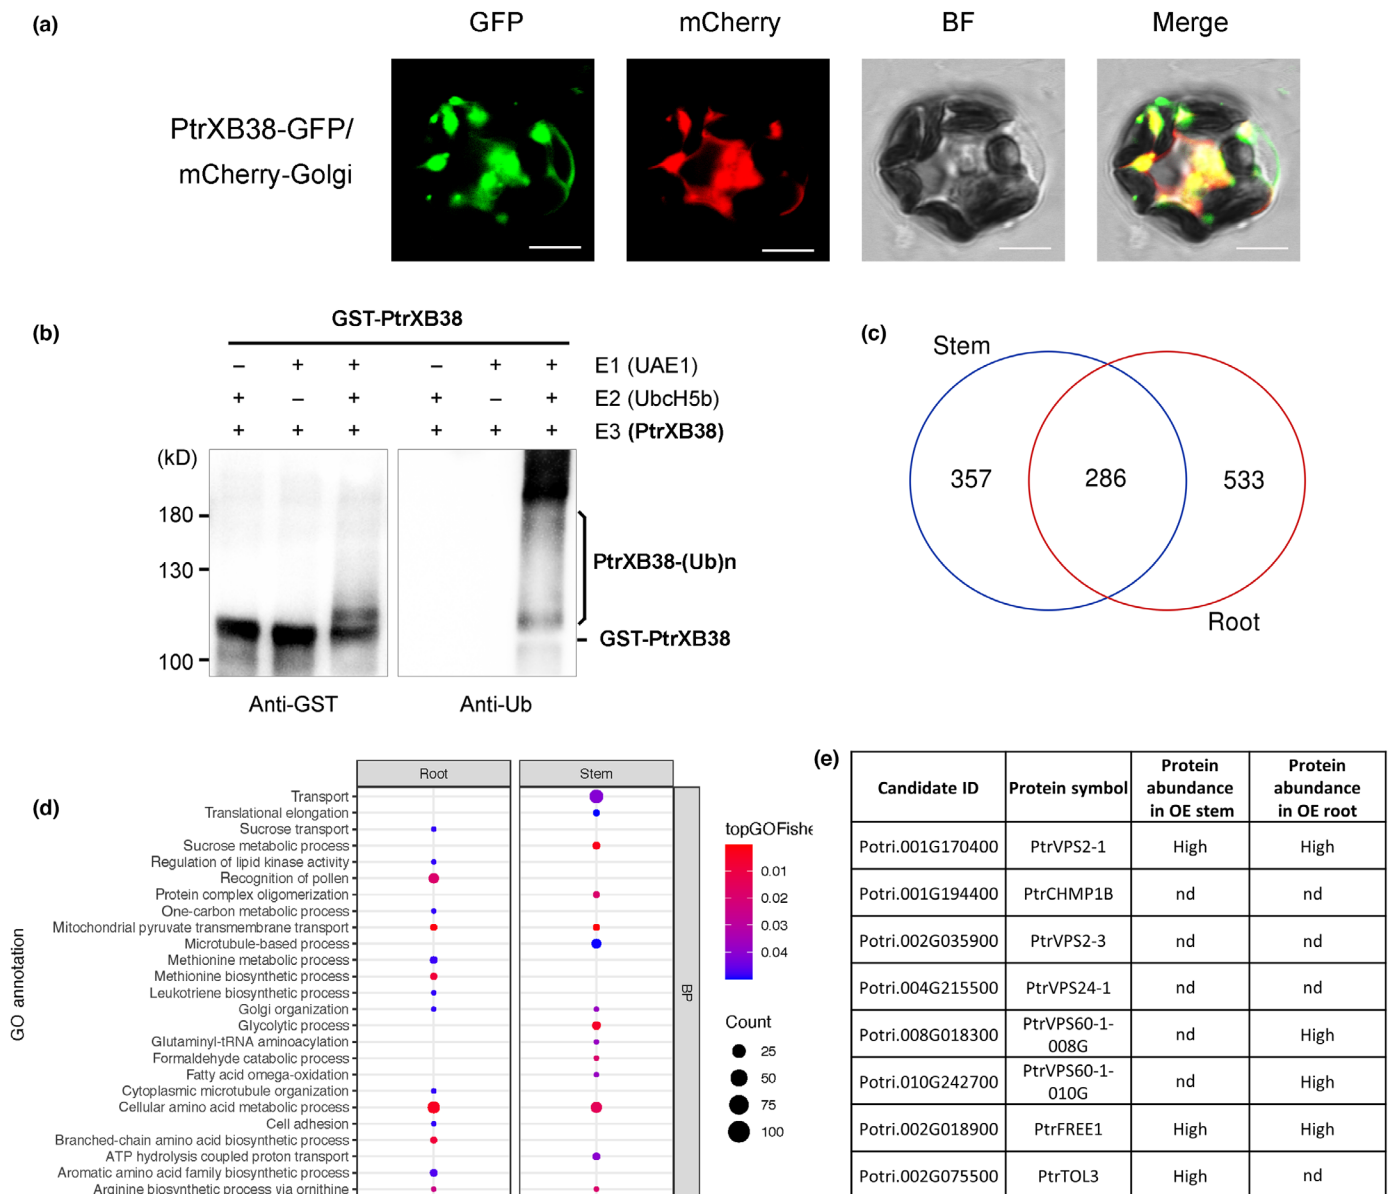 (a)
GFP
mCherry
BF
Merge
PtrXB38-GFP/
mCherry-Golgi
(b)
GST-PtrXB38
– + + – + + E1 (UAE1)
+ – + + – + E2 (UbcH5b)
+ + + + + + E3 (PtrXB38)
(kD)
180
130
100
PtrXB38-(Ub)n
GST-PtrXB38
Anti-GST
Anti-Ub
(c)
Stem
357
286
533
Root
(d)
Root
Stem
GO annotation
Transport
Translational elongation
Sucrose transport
Sucrose metabolic process
Regulation of lipid kinase activity
Recognition of pollen
Protein complex oligomerization
One-carbon metabolic process
Mitochondrial pyruvate transmembrane transport
Microtubule-based process
Methionine metabolic process
Methionine biosynthetic process
Leukotriene biosynthetic process
Golgi organization
Glycolytic process
Glutaminyl-tRNA aminoacylation
Formaldehyde catabolic process
Fatty acid omega-oxidation
Cytoplasmic microtubule organization
Cellular amino acid metabolic process
Cell adhesion
Branched-chain amino acid biosynthetic process
ATP hydrolysis coupled proton transport
Aromatic amino acid family biosynthetic process
Arginine biosynthetic process via ornithine
BP
topGOFishe
0.01
0.02
0.03
0.04
Count
25
50
75
100
(e)
Candidate ID Protein symbol Protein abundance in OE stem Protein abundance in OE root
Potri.001G170400 PtrVPS2-1 High High
Potri.001G194400 PtrCHMP1B nd nd
Potri.002G035900 PtrVPS2-3 nd nd
Potri.004G215500 PtrVPS24-1 nd nd
Potri.008G018300 PtrVPS60-1-008G nd High
Potri.010G242700 PtrVPS60-1-010G nd High
Potri.002G018900 PtrFREE1 High High
Potri.002G075500 PtrTOL3 High nd